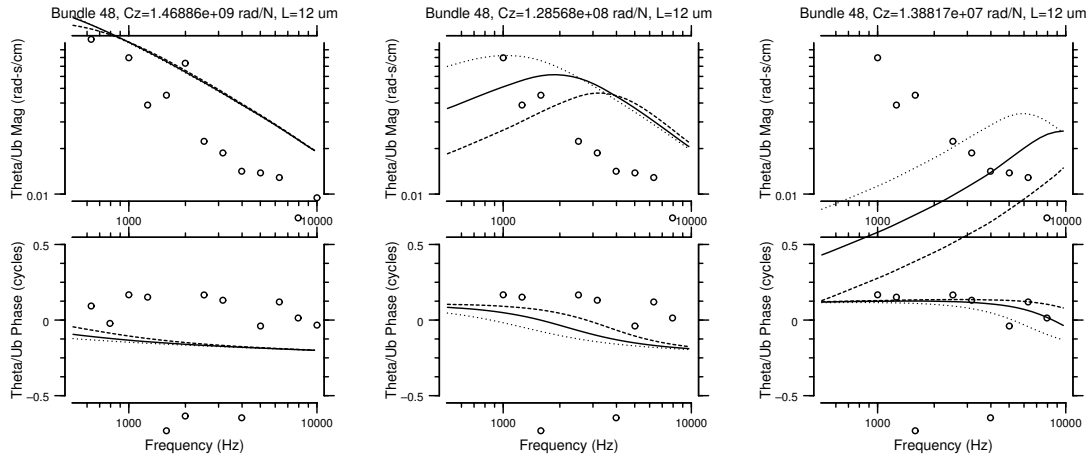 Bundle 48, Cz=1.46886e+09 rad/N, L=12 um
Theta/Ub Mag (rad-s/cm)
0.01
1000
10000
Theta/Ub Phase (cycles)
0.5
0
−0.5
1000
10000
Frequency (Hz)
Bundle 48, Cz=1.28568e+08 rad/N, L=12 um
Theta/Ub Mag (rad-s/cm)
0.01
1000
10000
Theta/Ub Phase (cycles)
0.5
0
−0.5
1000
10000
Frequency (Hz)
Bundle 48, Cz=1.38817e+07 rad/N, L=12 um
Theta/Ub Mag (rad-s/cm)
0.01
1000
10000
Theta/Ub Phase (cycles)
0.5
0
−0.5
1000
10000
Frequency (Hz)